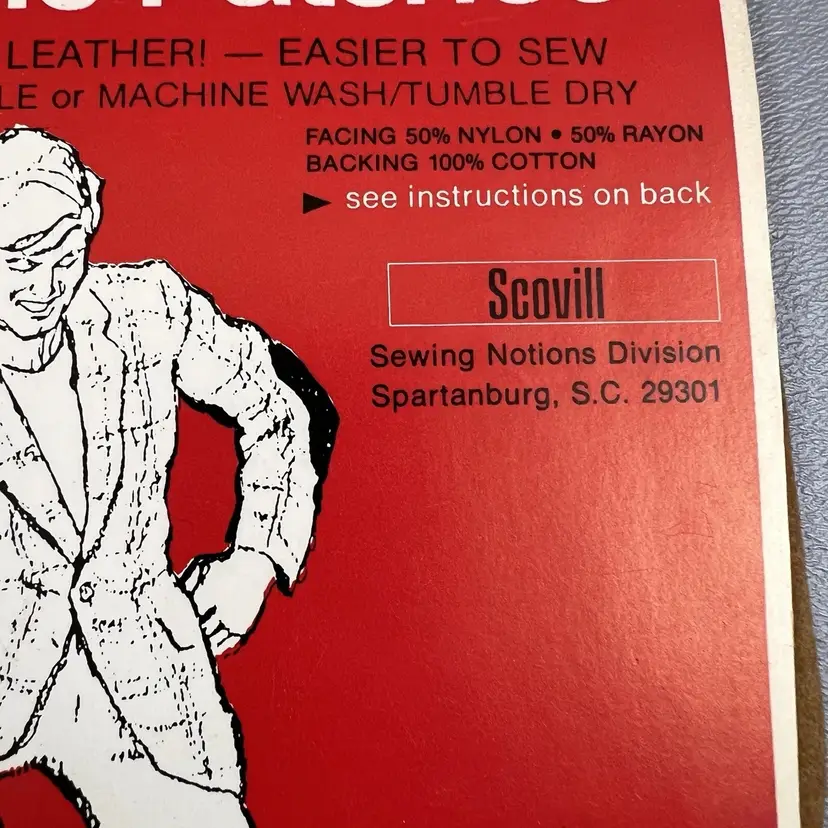 LEATHER! — EASIER TO SEW
or MACHINE WASH/TUMBLE DRY
FACING 50% NYLON • 50% RAYON
BACKING 100% COTTON
► see instructions on back
Scovill
Sewing Notions Division
Spartanburg, S.C. 29301